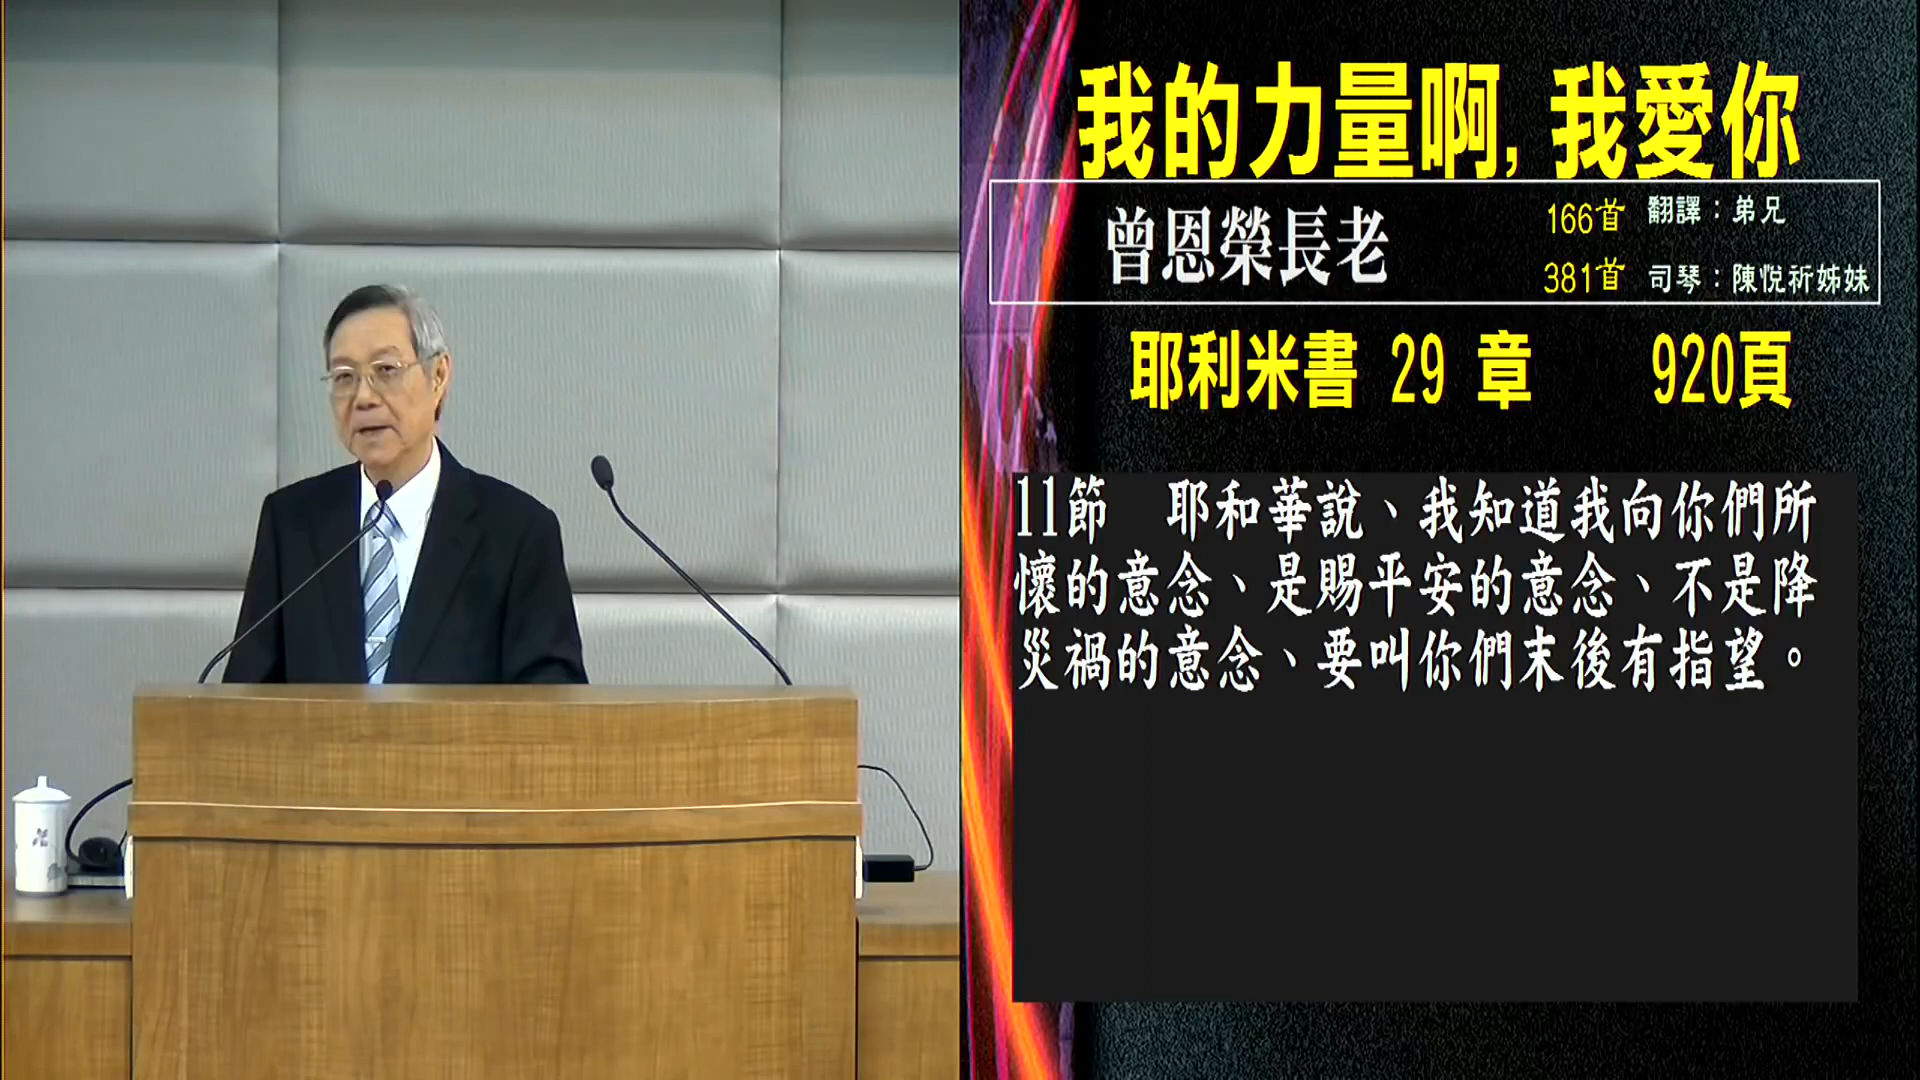 我的力量啊, 我愛你
曾恩榮長老
166首 翻譯：弟兄
381首 司琴：陳悅祈姊妹
耶利米書 29 章 920頁
11節 耶和華說、我知道我向你們所
懷的意念、是賜平安的意念、不是降
災禍的意念、要叫你們末後有指望。